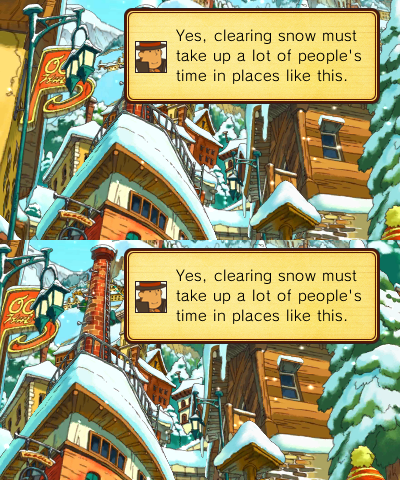 Yes, clearing snow must
take up a lot of people's
time in places like this.
Yes, clearing snow must
take up a lot of people's
time in places like this.